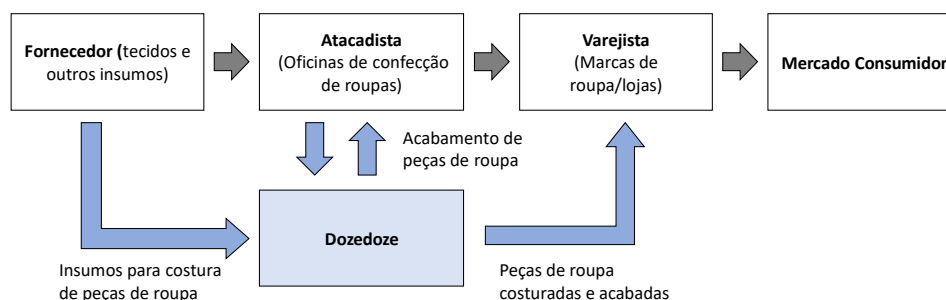 Fornecedor (tecidos e
outros insumos)
Atacadista
(Oficinas de confecção
de roupas)
Varejista
(Marcas de
roupa/lojas)
Mercado Consumidor
Acabamento de
peças de roupa
Dozedoze
Insumos para costura
de peças de roupa
Peças de roupa
costuradas e acabadas